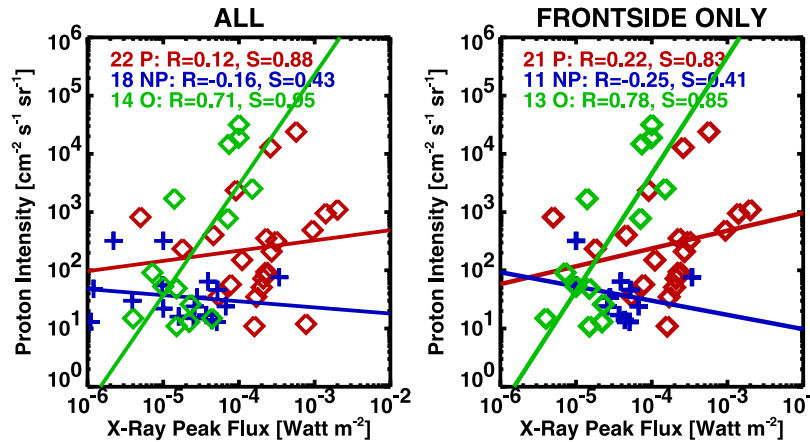 ALL
FRONTSIDE ONLY
22 P: R=0.12, S=0.88
18 NP: R=-0.16, S=0.43
14 O: R=0.71, S=0.95
21 P: R=0.22, S=0.83
11 NP: R=-0.25, S=0.41
13 O: R=0.78, S=0.85
Proton Intensity [cm⁻² s⁻¹ sr⁻¹]
10⁶
10⁵
10⁴
10³
10²
10¹
10⁰
10⁻⁶ 10⁻⁵ 10⁻⁴ 10⁻³ 10⁻²
X-Ray Peak Flux [Watt m⁻²]
Proton Intensity [cm⁻² s⁻¹ sr⁻¹]
10⁶
10⁵
10⁴
10³
10²
10¹
10⁰
10⁻⁶ 10⁻⁵ 10⁻⁴ 10⁻³ 10
X-Ray Peak Flux [Watt m⁻²]